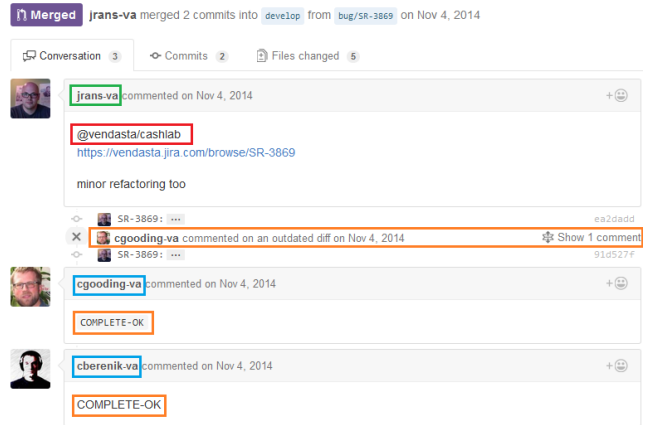 Merged jrans-va merged 2 commits into develop from bug/SR-3869 on Nov 4, 2014
Conversation 3 Commits 2 Files changed 5
jrans-va commented on Nov 4, 2014
@vendasta/cashlab
https://vendasta.jira.com/browse/SR-3869
minor refactoring too
SR-3869: ... ea2dadd
cgooding-va commented on an outdated diff on Nov 4, 2014 Show 1 comment
SR-3869: ... 91d527f
cgooding-va commented on Nov 4, 2014
COMPLETE-OK
cberenik-va commented on Nov 4, 2014
COMPLETE-OK